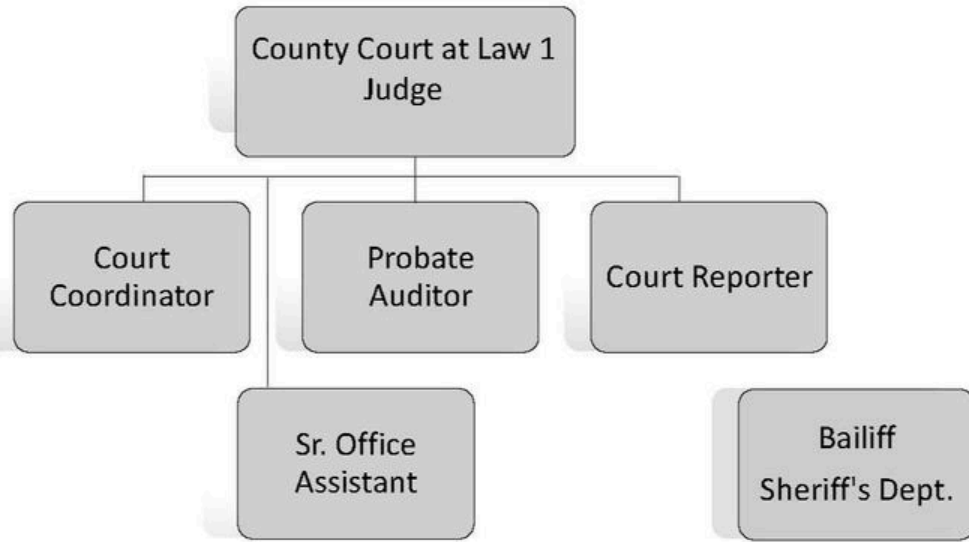 County Court at Law 1
Judge
Court
Coordinator
Probate
Auditor
Court Reporter
Sr. Office
Assistant
Bailiff
Sheriff's Dept.